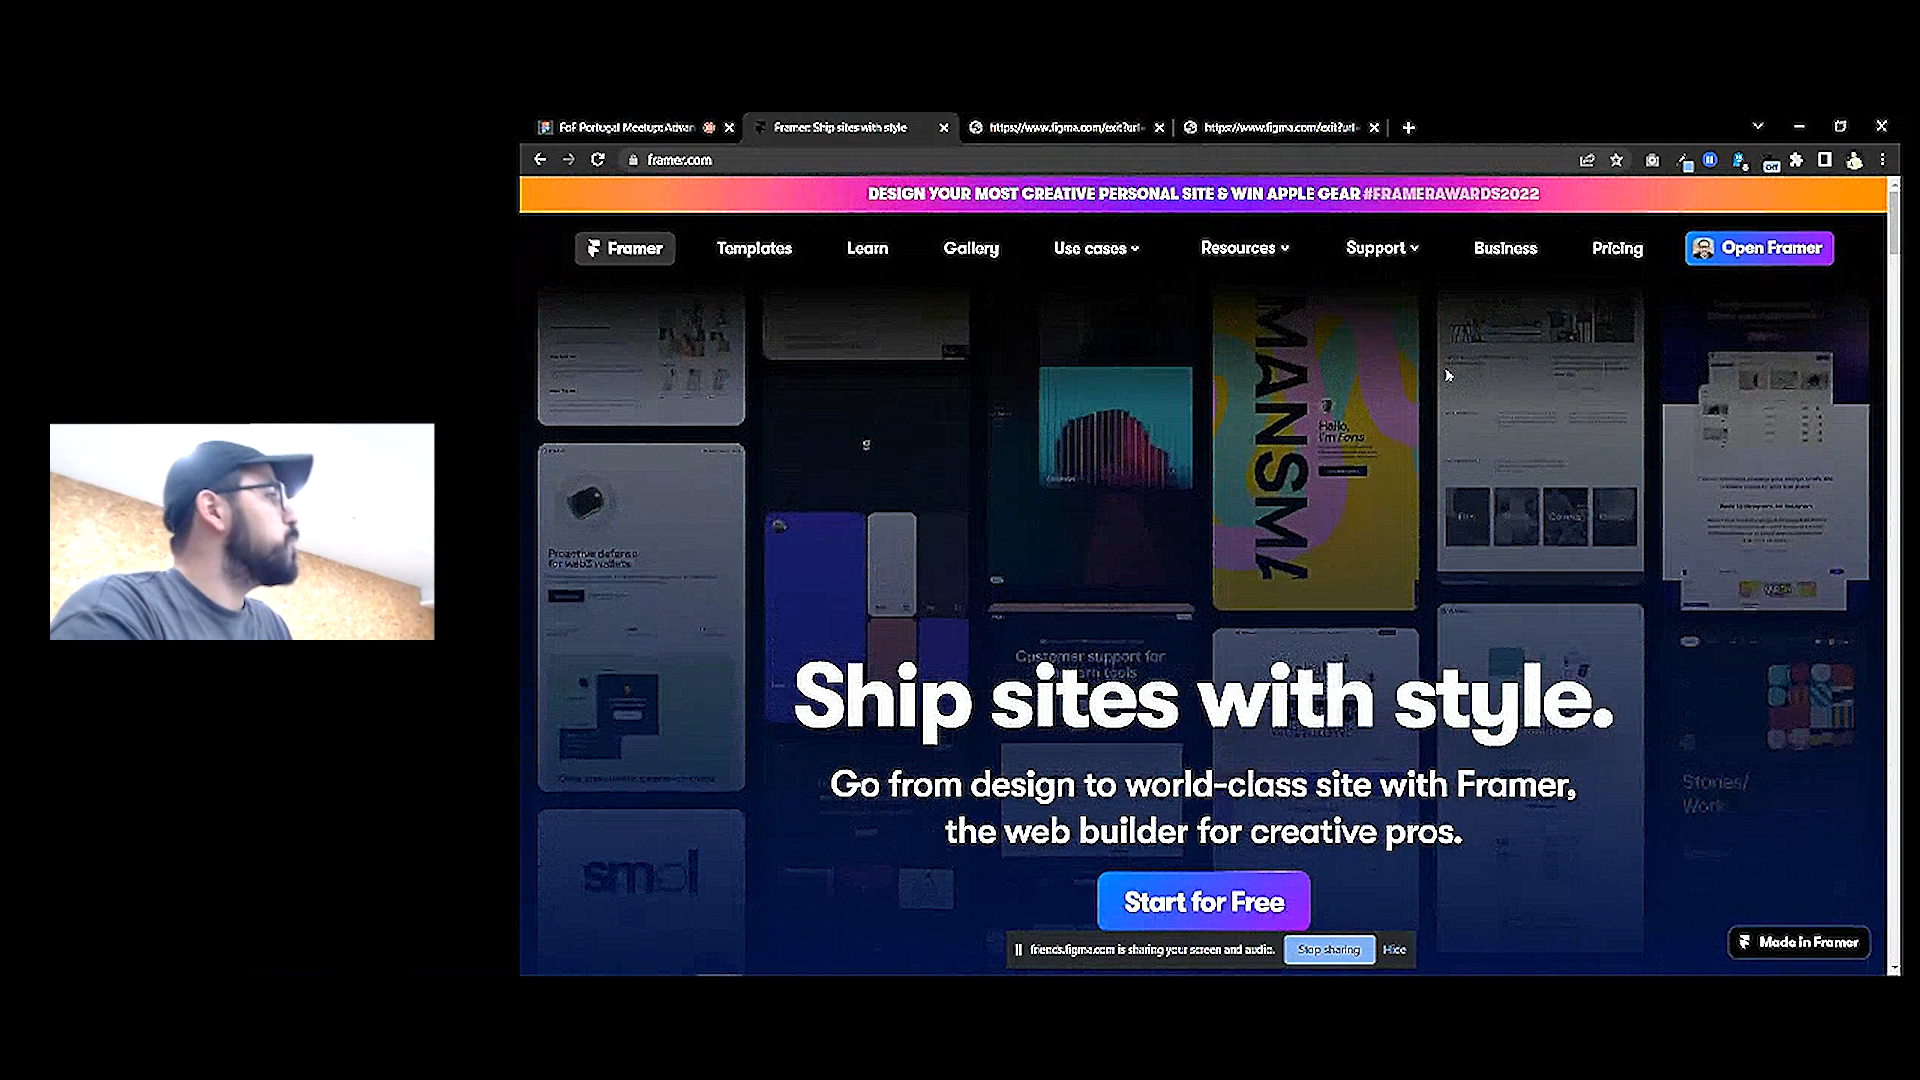 FoF Portugal Meetup: Advan
Framer: Ship sites with style
https://www.figma.com/exit?url=
https://www.figma.com/exit?url=
framer.com
Off
DESIGN YOUR MOST CREATIVE PERSONAL SITE & WIN APPLE GEAR #FRAMERAWARDS2022
Framer
Templates
Learn
Gallery
Use cases
Resources
Support
Business
Pricing
Open Framer
MANSMA
Hello,
I'm Fons
Proactive defense
for web3 wallets
Customer support for
Ship sites with style.
Go from design to world-class site with Framer,
the web builder for creative pros.
Stories/
Work
smol
Start for Free
Made in Framer
friends.figma.com is sharing your screen and audio.
Stop sharing
Hide